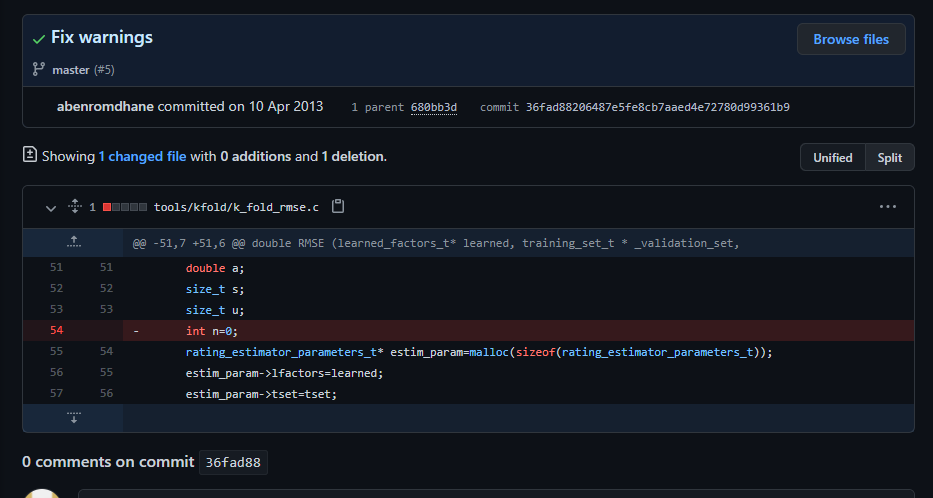 Fix warnings
Browse files
master (#5)
abenromdhane committed on 10 Apr 2013 1 parent 680bb3d commit 36fad88206487e5fe8cb7aaed4e72780d99361b9
Showing 1 changed file with 0 additions and 1 deletion.
Unified Split
1 tools/kfold/k_fold_rmse.c
@@ -51,7 +51,6 @@ double RMSE (learned_factors_t* learned, training_set_t * _validation_set,
51 51 double a;
52 52 size_t s;
53 53 size_t u;
54 - int n=0;
55 54 rating_estimator_parameters_t* estim_param=malloc(sizeof(rating_estimator_parameters_t));
56 55 estim_param->lfactors=learned;
57 56 estim_param->tset=tset;
0 comments on commit 36fad88